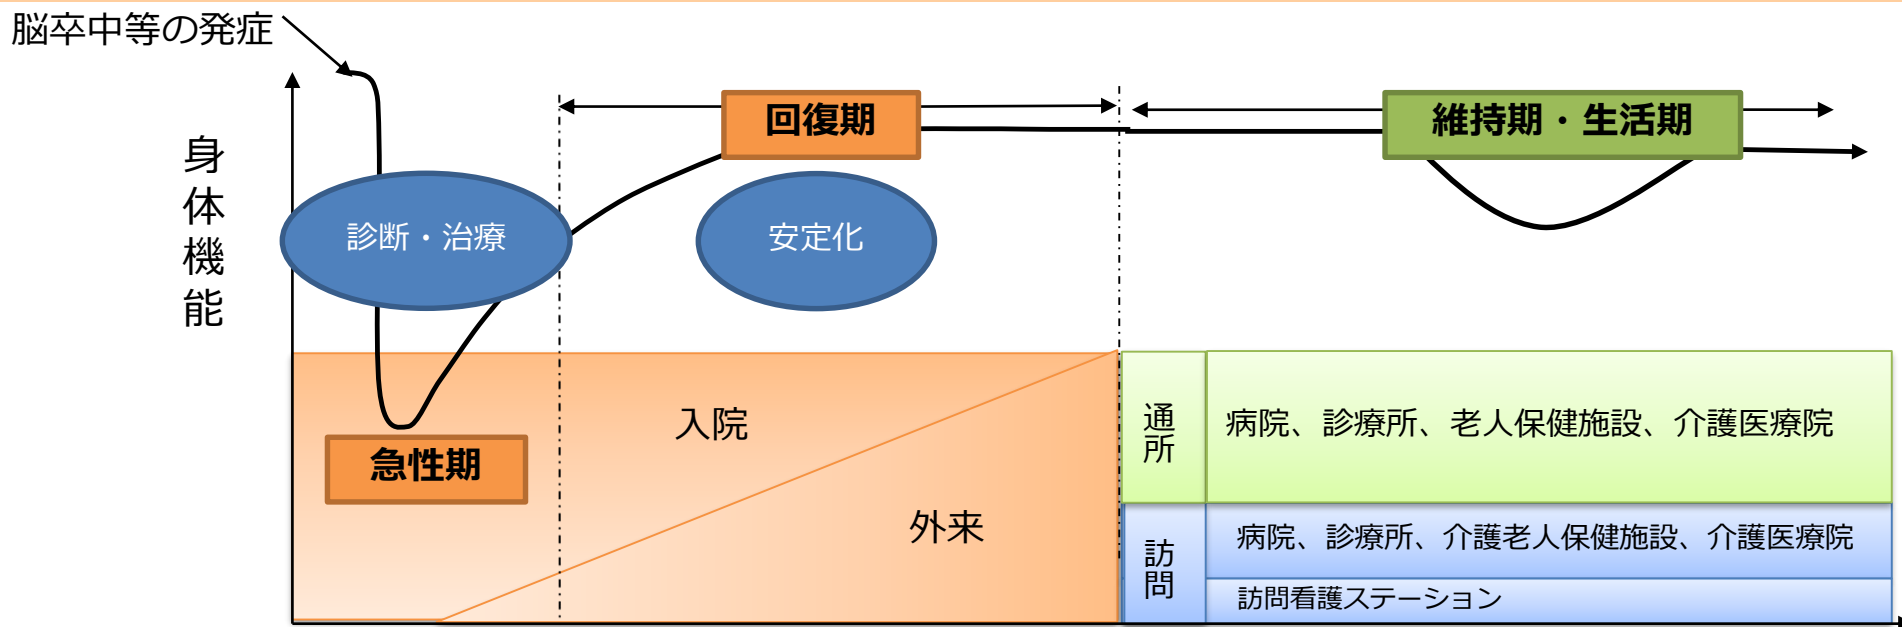 脳卒中等の発症
身体機能
回復期
維持期・生活期
診断・治療
安定化
急性期
入院
外来
通所
病院、診療所、老人保健施設、介護医療院
訪問
病院、診療所、介護老人保健施設、介護医療院
訪問看護ステーション